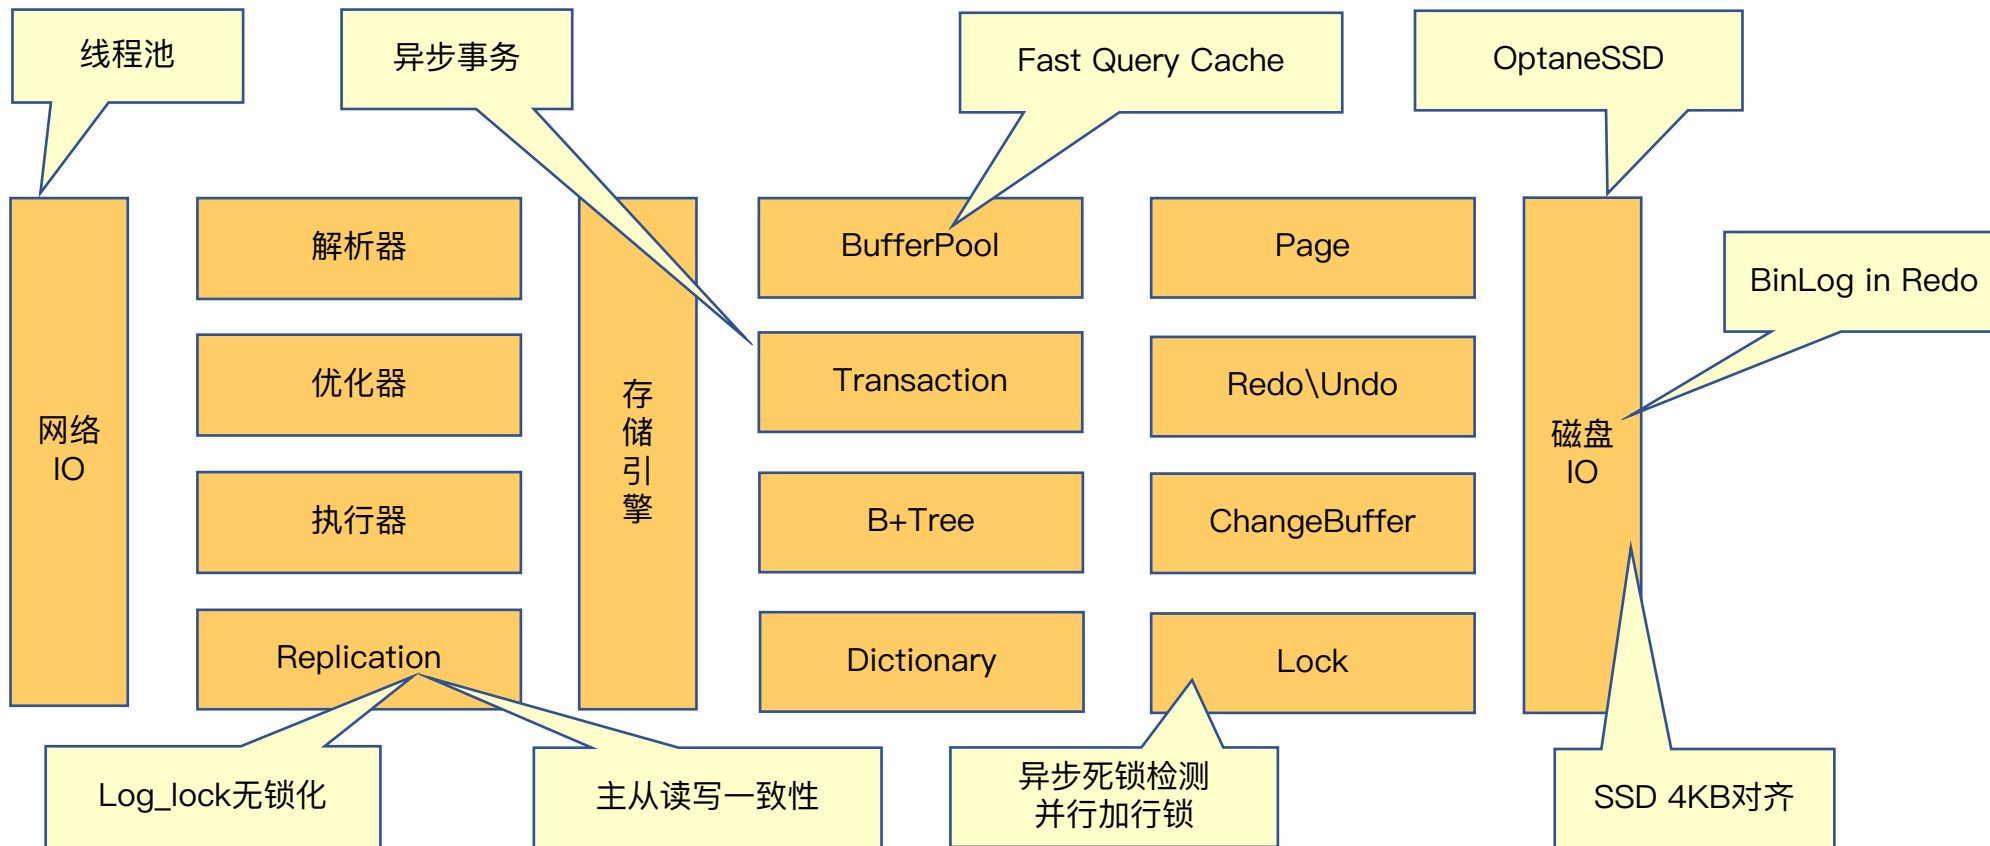 线程池
异步事务
Fast Query Cache
OptaneSSD
解析器
BufferPool
Page
BinLog in Redo
优化器
Transaction
Redo\Undo
网络
IO
存
储
引
擎
磁盘
IO
执行器
B+Tree
ChangeBuffer
Replication
Dictionary
Lock
Log_lock无锁化
主从读写一致性
异步死锁检测
并行加行锁
SSD 4KB对齐